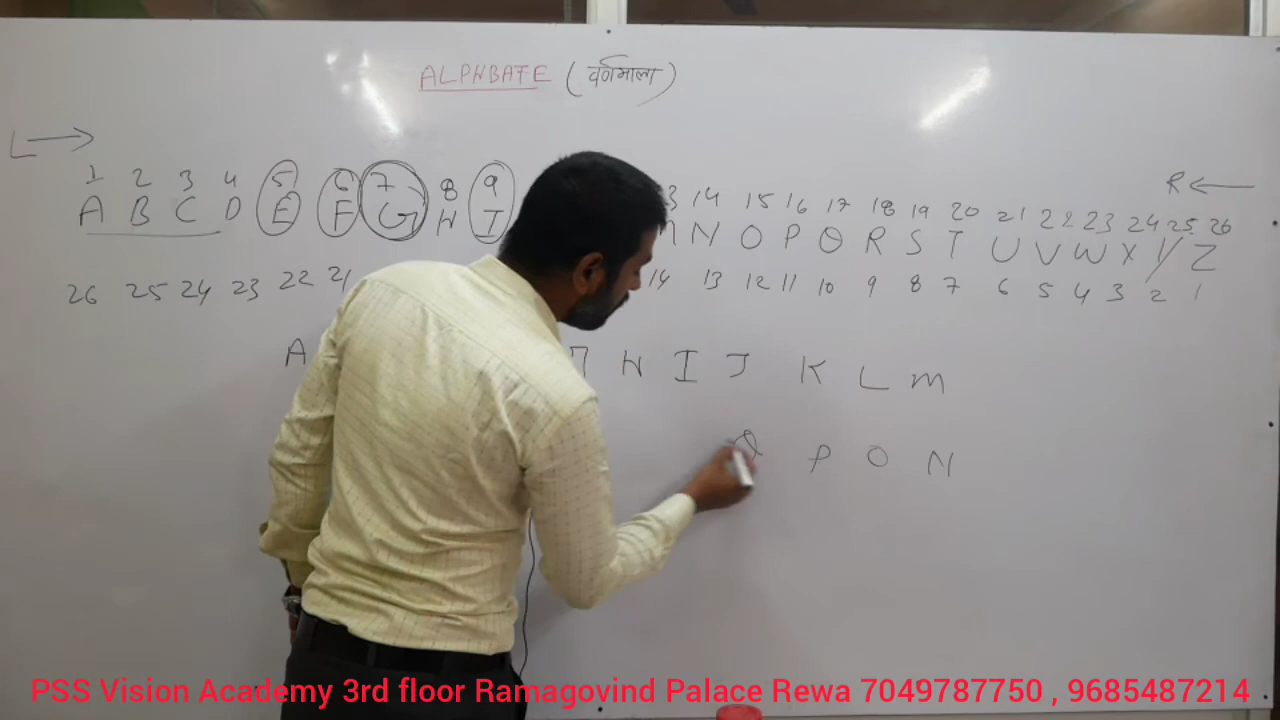 ALPHBATE (वर्णमाला)
L →
R ←
1 2 3 4 5 6 7 8 9 14 15 16 17 18 19 20 21 22 23 24 25 26
A B C D E F G H I N O P Q R S T U V W X Y Z
26 25 24 23 22 21 14 13 12 11 10 9 8 7 6 5 4 3 2 1
A H I J K L M
Q P O N
PSS Vision Academy 3rd floor Ramagovind Palace Rewa 7049787750 , 9685487214